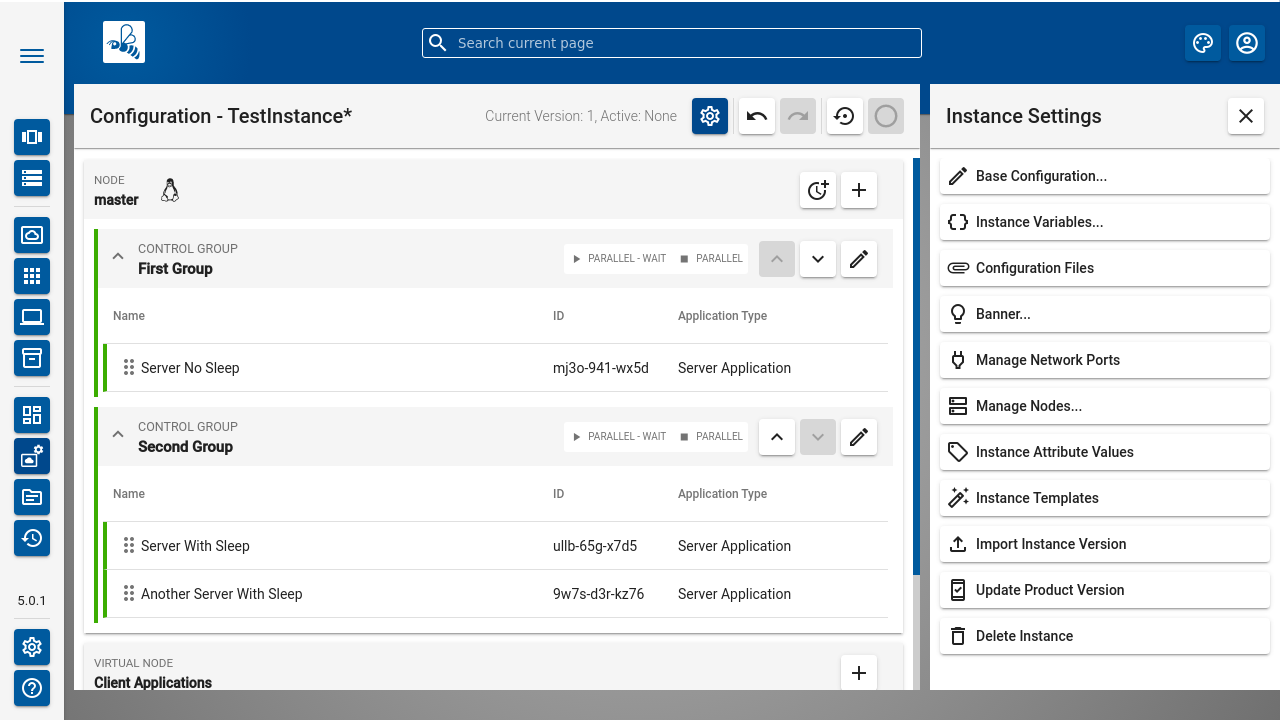 Search current page
Configuration - TestInstance*
Current Version: 1, Active: None
Instance Settings
NODE
master
CONTROL GROUP
First Group
PARALLEL - WAIT
PARALLEL
Name ID Application Type
Server No Sleep mj3o-941-wx5d Server Application
CONTROL GROUP
Second Group
PARALLEL - WAIT
PARALLEL
Name ID Application Type
Server With Sleep ullb-65g-x7d5 Server Application
Another Server With Sleep 9w7s-d3r-kz76 Server Application
VIRTUAL NODE
Client Applications
Base Configuration...
Instance Variables...
Configuration Files
Banner...
Manage Network Ports
Manage Nodes...
Instance Attribute Values
Instance Templates
Import Instance Version
Update Product Version
Delete Instance
5.0.1